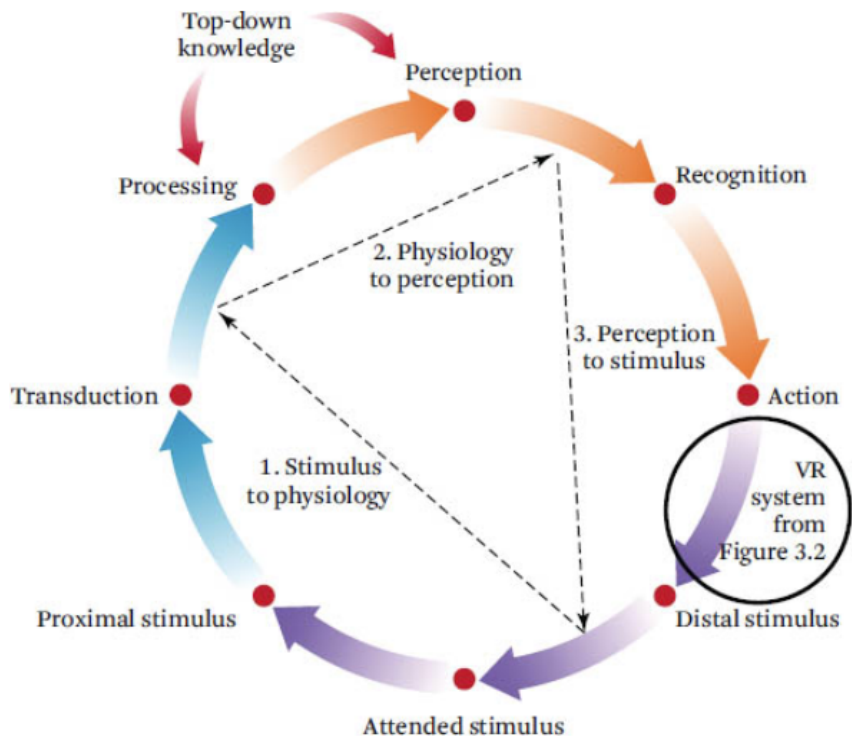 Top-down
knowledge
Perception
Processing
Recognition
2. Physiology
to perception
3. Perception
to stimulus
Transduction
Action
1. Stimulus
to physiology
VR
system
from
Figure 3.2
Proximal stimulus
Distal stimulus
Attended stimulus